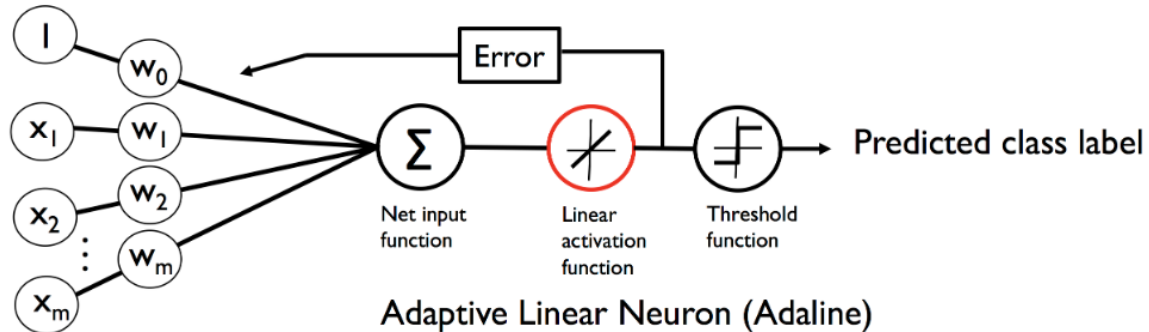 1
w0
Error
x1
w1
Σ
Predicted class label
x2
w2
Net input
function
Linear
activation
function
Threshold
function
wm
xm
Adaptive Linear Neuron (Adaline)